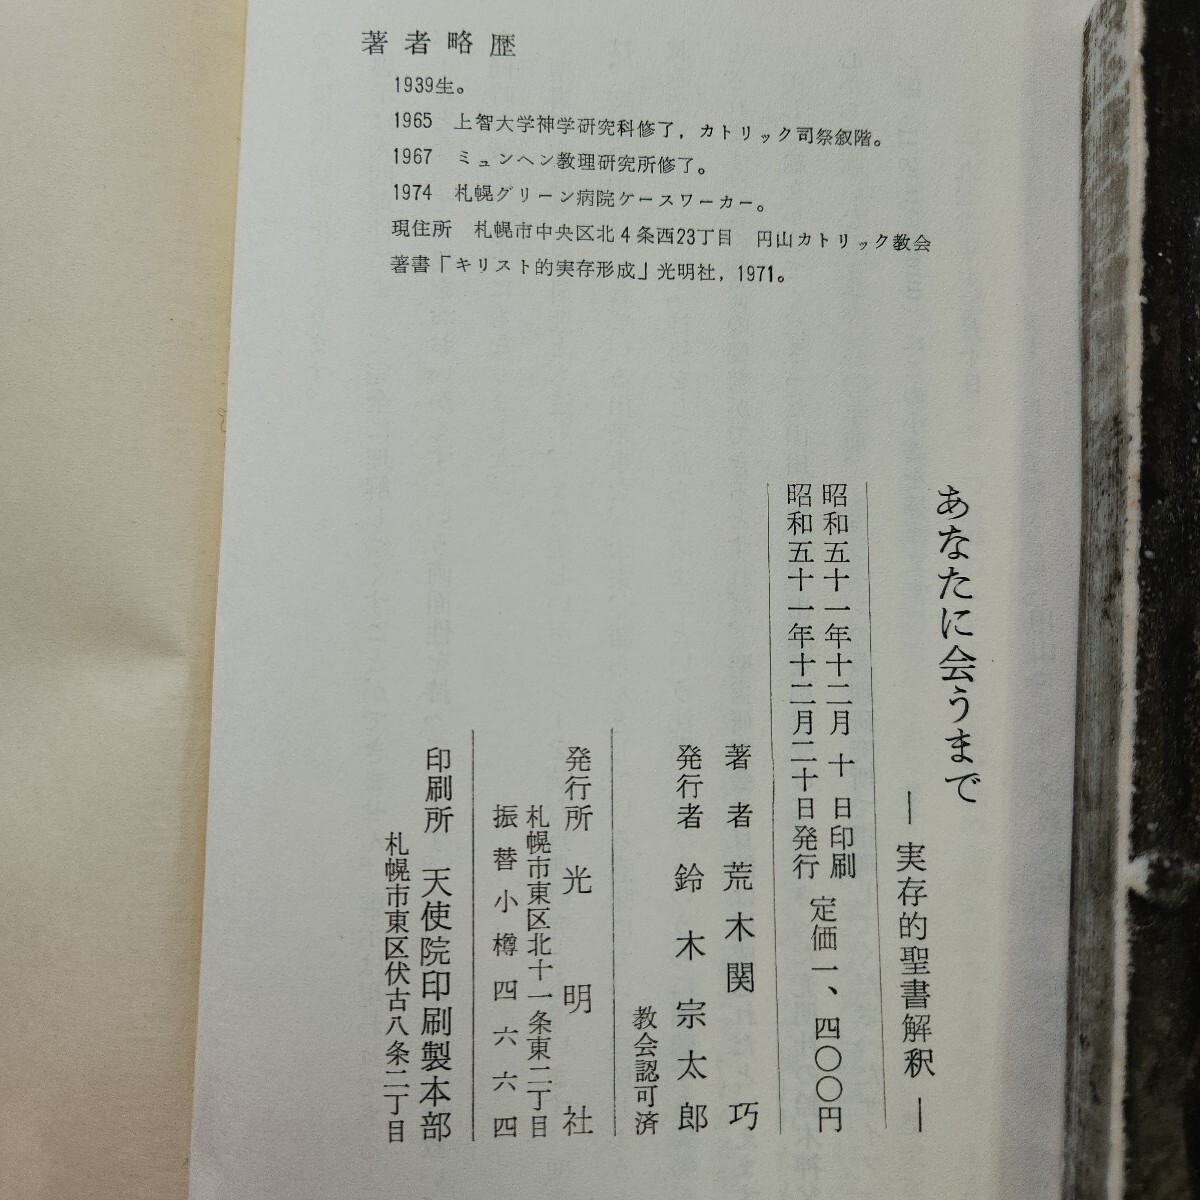 著者略歴
1939生。
1965 上智大学神学研究科修了，カトリック司祭叙階。
1967 ミュンヘン教理研究所修了。
1974 札幌グリーン病院ケースワーカー。
現住所 札幌市中央区北4条西23丁目 円山カトリック教会
著書「キリスト的実存形成」光明社，1971。
あなたに会うまで
―実存的聖書解釈―
昭和五十一年十二月 十 日印刷
昭和五十一年十二月二十日発行
定価一、四〇〇円
著者 荒木関 巧
発行者 鈴木宗太郎
教会認可済
発行所 光明社
札幌市東区北十一条東二丁目
振替小樽四六六四
印刷所 天使院印刷製本部
札幌市東区伏古八条二丁目